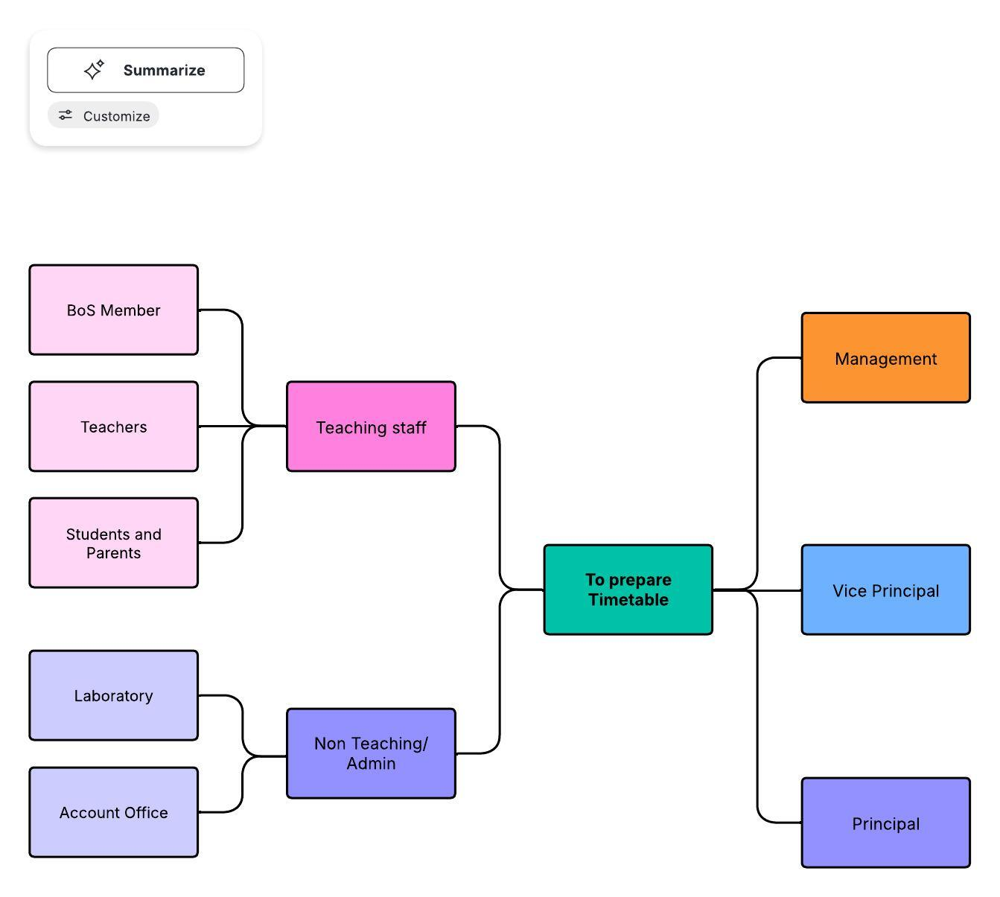 Summarize
Customize
BoS Member
Teachers
Students and
Parents
Teaching staff
Laboratory
Account Office
Non Teaching/
Admin
To prepare
Timetable
Management
Vice Principal
Principal